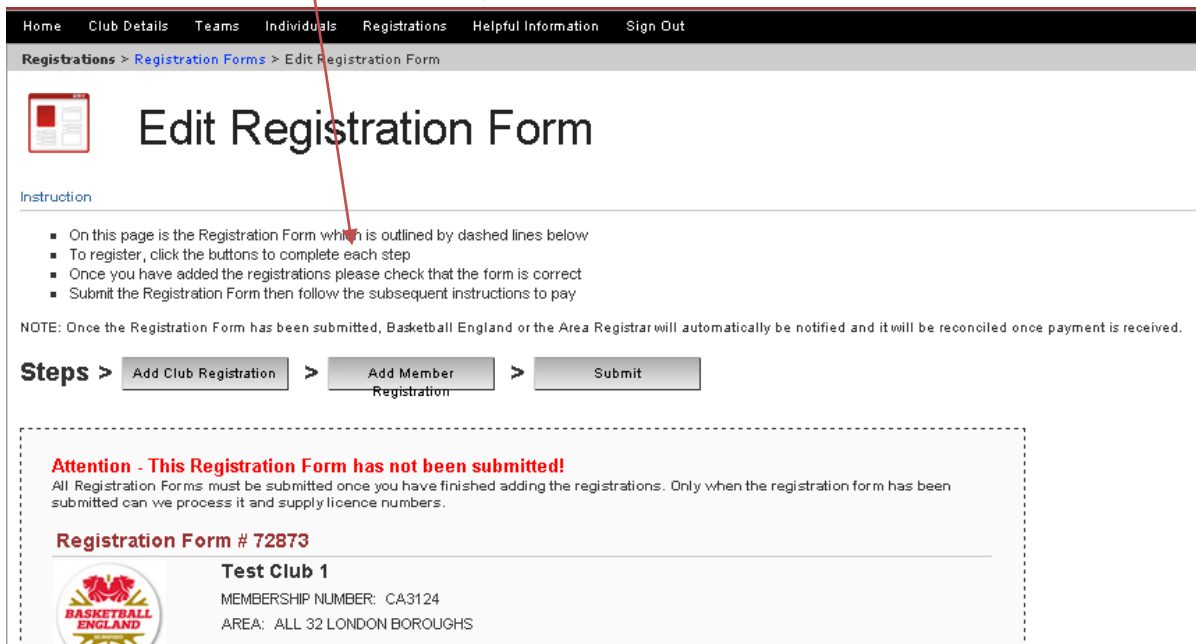 Home Club Details Teams Individuals Registrations Helpful Information Sign Out
Registrations > Registration Forms > Edit Registration Form
Edit Registration Form
Instruction
On this page is the Registration Form which is outlined by dashed lines below
To register, click the buttons to complete each step
Once you have added the registrations please check that the form is correct
Submit the Registration Form then follow the subsequent instructions to pay
NOTE: Once the Registration Form has been submitted, Basketball England or the Area Registrar will automatically be notified and it will be reconciled once payment is received.
Steps > Add Club Registration > Add Member Registration > Submit
Attention - This Registration Form has not been submitted!
All Registration Forms must be submitted once you have finished adding the registrations. Only when the registration form has been
submitted can we process it and supply licence numbers.
Registration Form # 72873
Test Club 1
MEMBERSHIP NUMBER: CA3124
AREA: ALL 32 LONDON BOROUGHS
BASKETBALL
ENGLAND